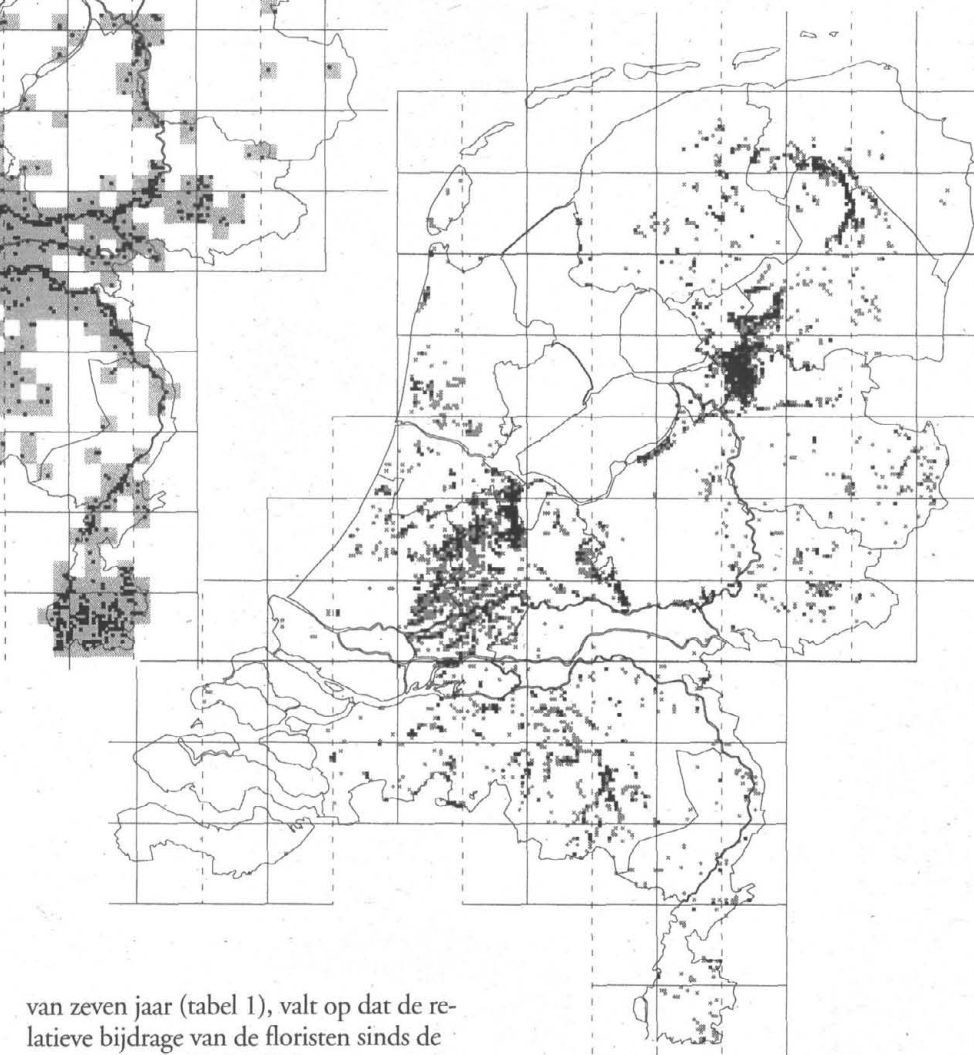 van zeven jaar (tabel 1), valt op dat de re-
latieve bijdrage van de floristen sinds de